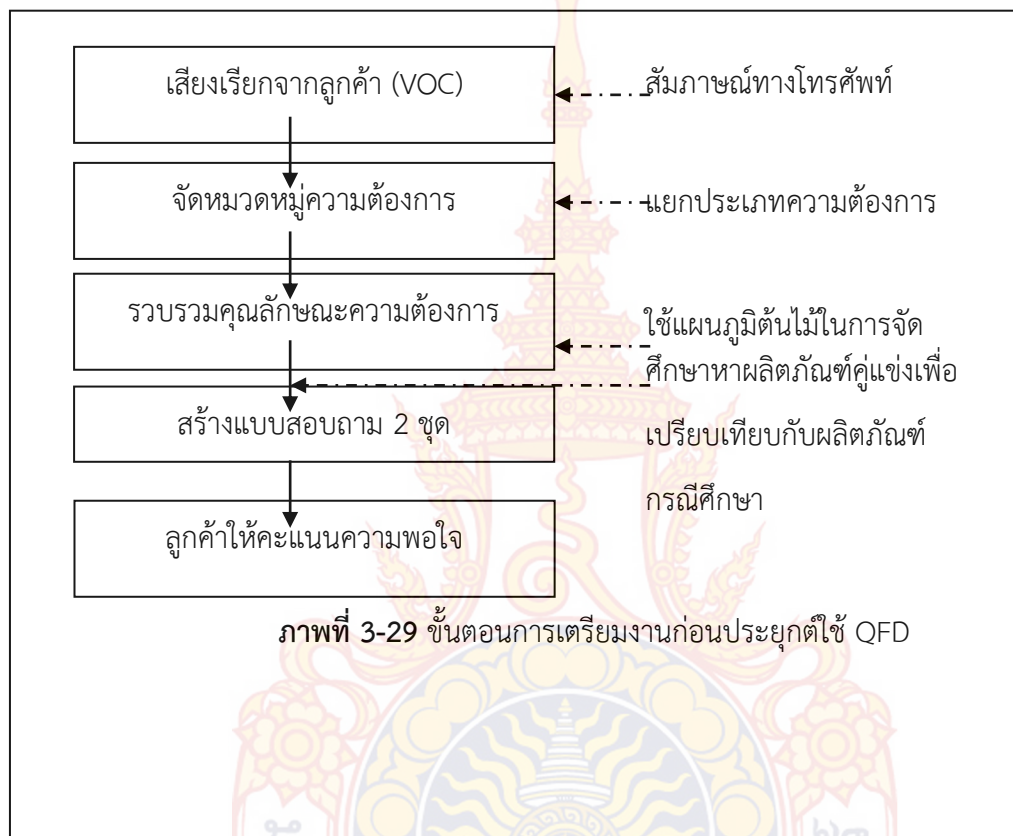 เสียงเรียกจากลูกค้า (VOC)
สัมภาษณ์ทางโทรศัพท์
จัดหมวดหมู่ความต้องการ
แยกประเภทความต้องการ
รวบรวมคุณลักษณะความต้องการ
ใช้แผนภูมิต้นไม้ในการจัด
ศึกษาหาผลิตภัณฑ์คู่แข่งเพื่อ
สร้างแบบสอบถาม 2 ชุด
เปรียบเทียบกับผลิตภัณฑ์
กรณีศึกษา
ลูกค้าให้คะแนนความพอใจ
ภาพที่ 3-29 ขั้นตอนการเตรียมงานก่อนประยุกต์ใช้ QFD